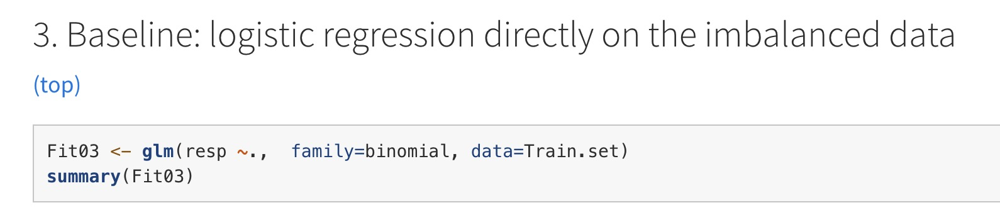 3. Baseline: logistic regression directly on the imbalanced data
(top)
Fit03 <- glm(resp ~.,  family=binomial, data=Train.set)
summary(Fit03)